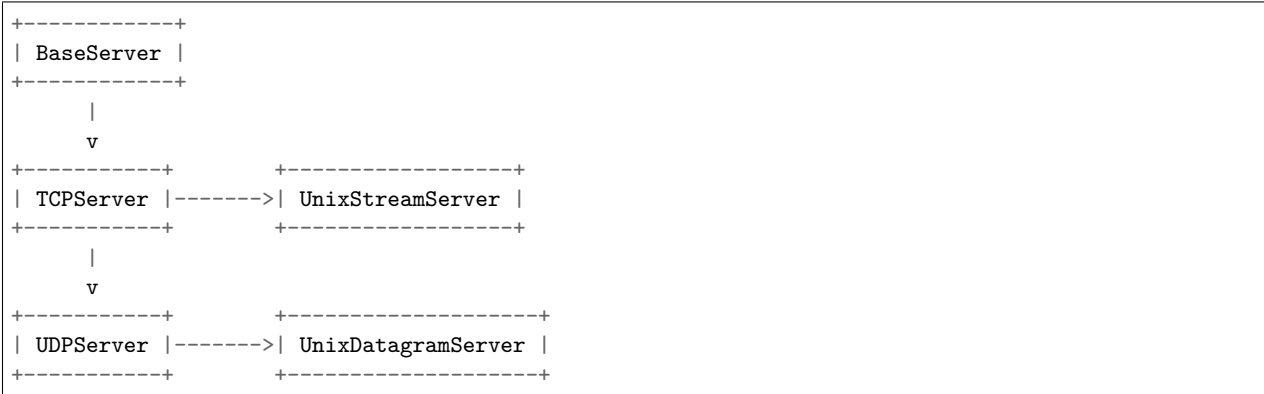 +------------+
| BaseServer |
+------------+
      |
      v
+-----------+        +------------------+
| TCPServer |------->| UnixStreamServer |
+-----------+        +------------------+
      |
      v
+-----------+        +--------------------+
| UDPServer |------->| UnixDatagramServer |
+-----------+        +--------------------+